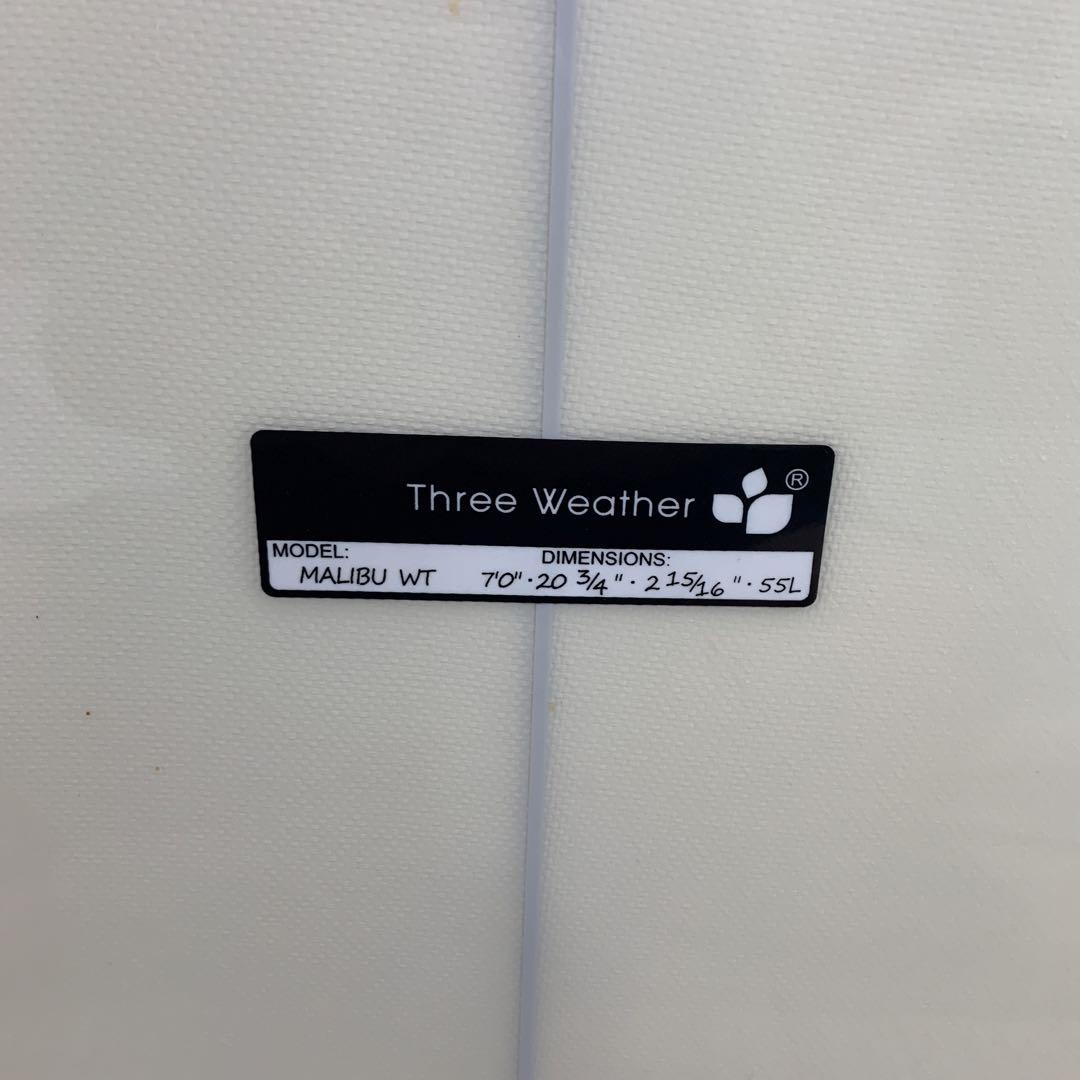 Three Weather ®
MODEL: DIMENSIONS:
MALIBU WT 7'0" · 20 3/4" · 2 15/16" · 55L